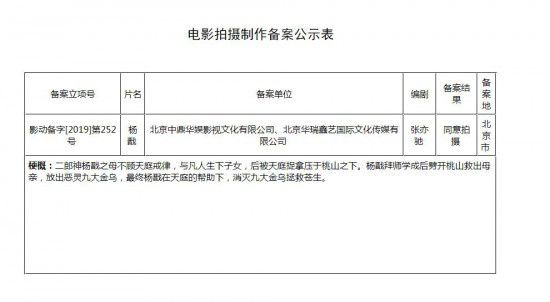 电影拍摄制作备案公示表
备案立项号 片名 备案单位 编剧 备案结果 备案地
影动备字[2019]第252号 杨戬 北京中鼎华娱影视文化有限公司、北京华瑞鑫艺国际文化传媒有限公司 张亦驰 同意拍摄 北京市
梗概：二郎神杨戬之母不顾天庭戒律，与凡人生下子女，后被天庭捉拿压于桃山之下。杨戬拜师学成后劈开桃山救出母
亲，放出恶灵九大金乌，最终杨戬在天庭的帮助下，消灭九大金乌拯救苍生。